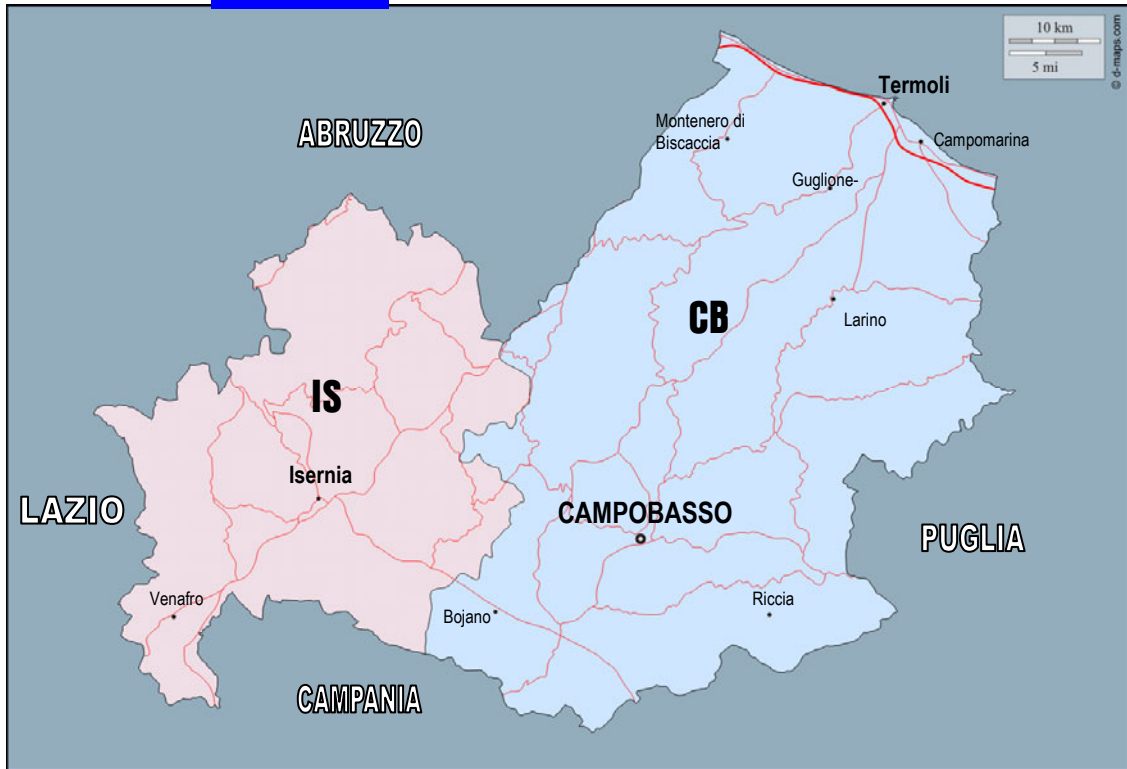 10 km
5 mi
© d-maps.com
Termoli
ABRUZZO
Montenero di
Biscaccia
Campomarina
Guglione-
CB
Larino
IS
Isernia
LAZIO
CAMPOBASSO
PUGLIA
Venafro
Bojano
Riccia
CAMPANIA